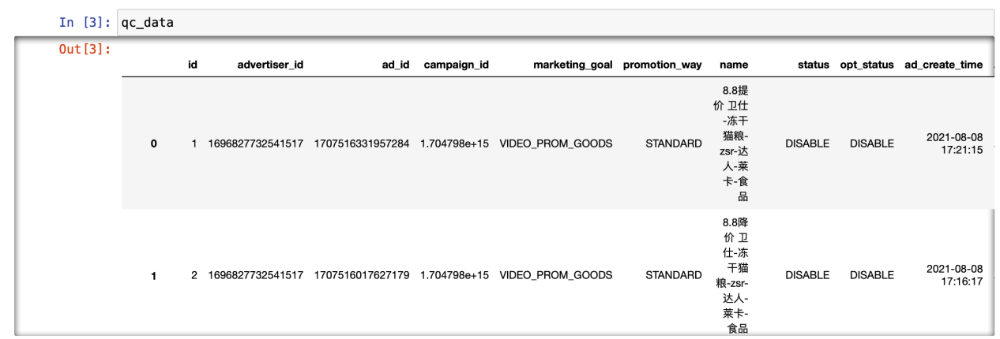 In [3]: qc_data
Out[3]:
id advertiser_id ad_id campaign_id marketing_goal promotion_way name status opt_status ad_create_time
0 1 1696827732541517 1707516331957284 1.704798e+15 VIDEO_PROM_GOODS STANDARD 8.8提
价 卫仕
-冻干
猫粮-
zsr-达
人-莱
卡-食
品 DISABLE DISABLE 2021-08-08
17:21:15
1 2 1696827732541517 1707516017627179 1.704798e+15 VIDEO_PROM_GOODS STANDARD 8.8降
价 卫
仕-冻
干猫
粮-zsr-
达人-
莱卡-
食品 DISABLE DISABLE 2021-08-08
17:16:17